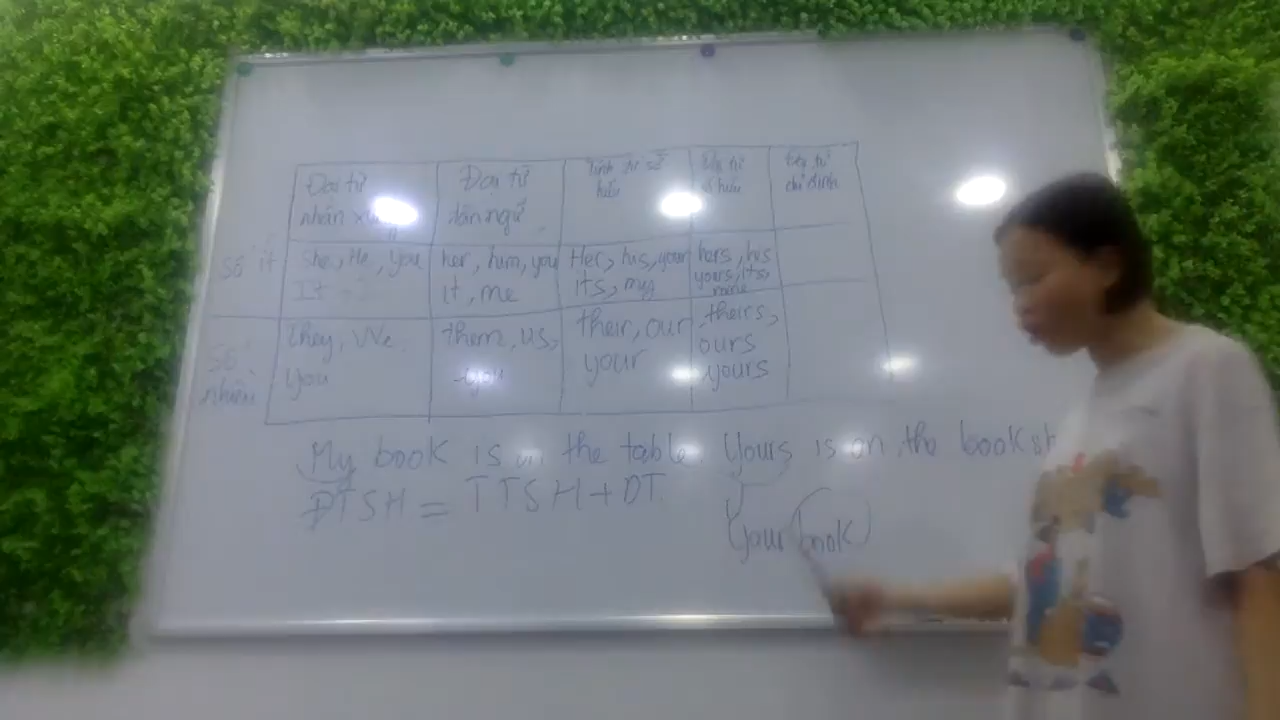 Đại từ nhân xưng
Đại từ tân ngữ
Tính từ sở hữu
Đại từ sở hữu
Đại từ chỉ định
Số ít
she, He, you
It
her, him, you
it, me
Her, his, your
its, my
hers, his
yours, its,
mine
Số nhiều
They, We,
you
them, us,
you
their, our
your
theirs,
ours
yours
My book is on the table. Yours is on the book
ĐTSH = TTSH + DT
Your book